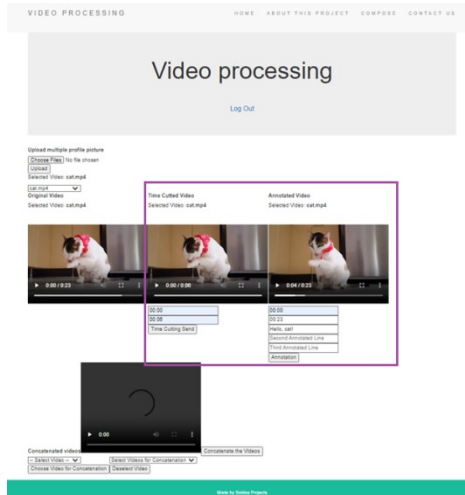 VIDEO PROCESSING
HOME ABOUT THIS PROJECT COMPOSE CONTACT US
Video processing
Log Out
Upload multiple profile picture
Choose Files No file chosen
Upload
Selected Video: cat.mp4
cat.mp4
Original Video
Selected Video: cat.mp4
0:00 / 0:23
Time Cutted Video
Selected Video: cat.mp4
0:00 / 0:06
00:00
00:06
Time Cutting Send
Annotated Video
Selected Video: cat.mp4
0:04 / 0:23
00:00
00:23
Hello, cat!
Second Annotated Line
Third Annotated Line
Annotation
0:00
Concatenated videos
Concatenate the Videos
-- Select Video --
Select Videos for Concatenation
Choose Video for Concatenation Deselect Video